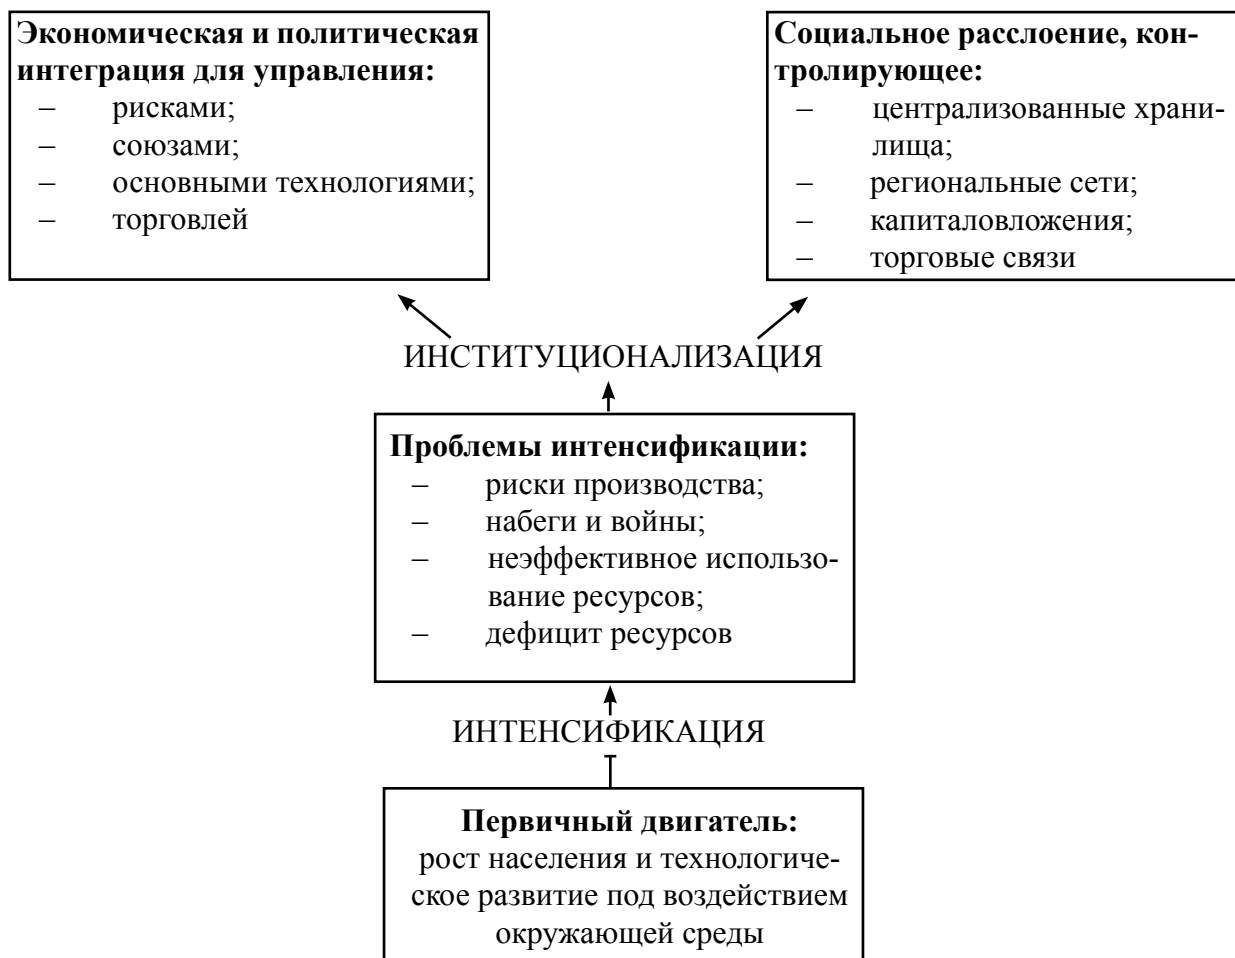 Экономическая и политическая
интеграция для управления:
– рисками;
– союзами;
– основными технологиями;
– торговлей
Социальное расслоение, кон-
тролирующее:
– централизованные храни-
лища;
– региональные сети;
– капиталовложения;
– торговые связи
ИНСТИТУЦИОНАЛИЗАЦИЯ
Проблемы интенсификации:
– риски производства;
– набеги и войны;
– неэффективное использо-
вание ресурсов;
– дефицит ресурсов
ИНТЕНСИФИКАЦИЯ
Первичный двигатель:
рост населения и технологиче-
ское развитие под воздействием
окружающей среды